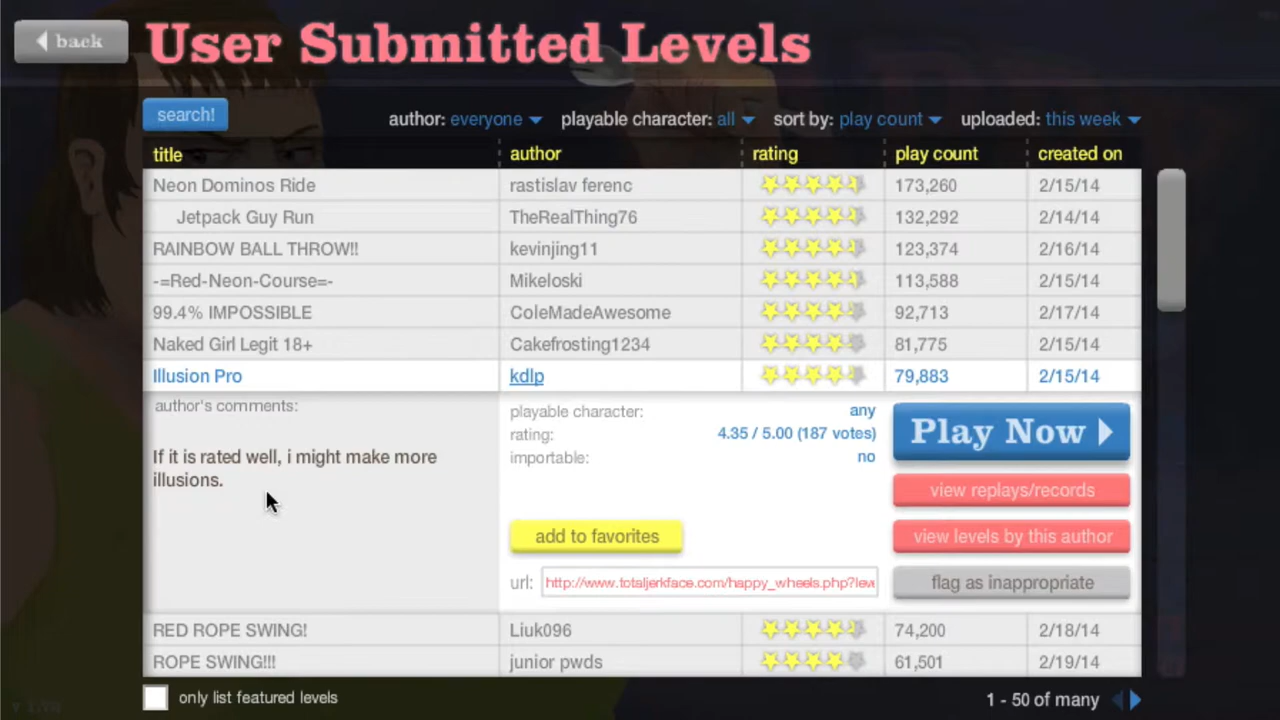 back
User Submitted Levels
search!
author: everyone playable character: all sort by: play count uploaded: this week
title author rating play count created on
Neon Dominos Ride rastislav ferenc 173,260 2/15/14
Jetpack Guy Run TheRealThing76 132,292 2/14/14
RAINBOW BALL THROW!! kevinjing11 123,374 2/16/14
-=Red-Neon-Course=- Mikeloski 113,588 2/15/14
99.4% IMPOSSIBLE ColeMadeAwesome 92,713 2/17/14
Naked Girl Legit 18+ Cakefrosting1234 81,775 2/15/14
Illusion Pro kdlp 79,883 2/15/14
author's comments:
If it is rated well, i might make more
illusions.
playable character: any
rating: 4.35 / 5.00 (187 votes)
importable: no
add to favorites
url: http://www.totaljerkface.com/happy_wheels.php?lev
Play Now
view replays/records
view levels by this author
flag as inappropriate
RED ROPE SWING! Liuk096 74,200 2/18/14
ROPE SWING!!! junior pwds 61,501 2/19/14
only list featured levels 1 - 50 of many